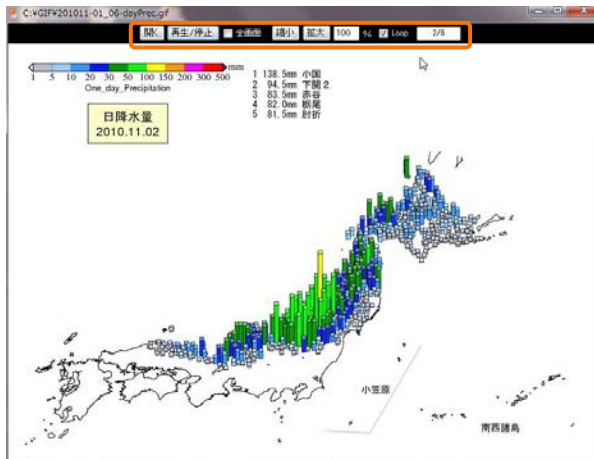 C:¥GIF¥201011-01_06-dayPrec.gif
開く 再生/停止 全画面 縮小 拡大 100 % Loop 2/6
mm
1 5 10 20 30 50 100 200 300 500
One_day_Precipitation
日降水量
2010.11.02
1 138.5mm 小国
2 94.5mm 下関2
3 83.5mm 赤谷
4 82.0mm 栃尾
5 81.5mm 肘折
小笠原
南西諸島